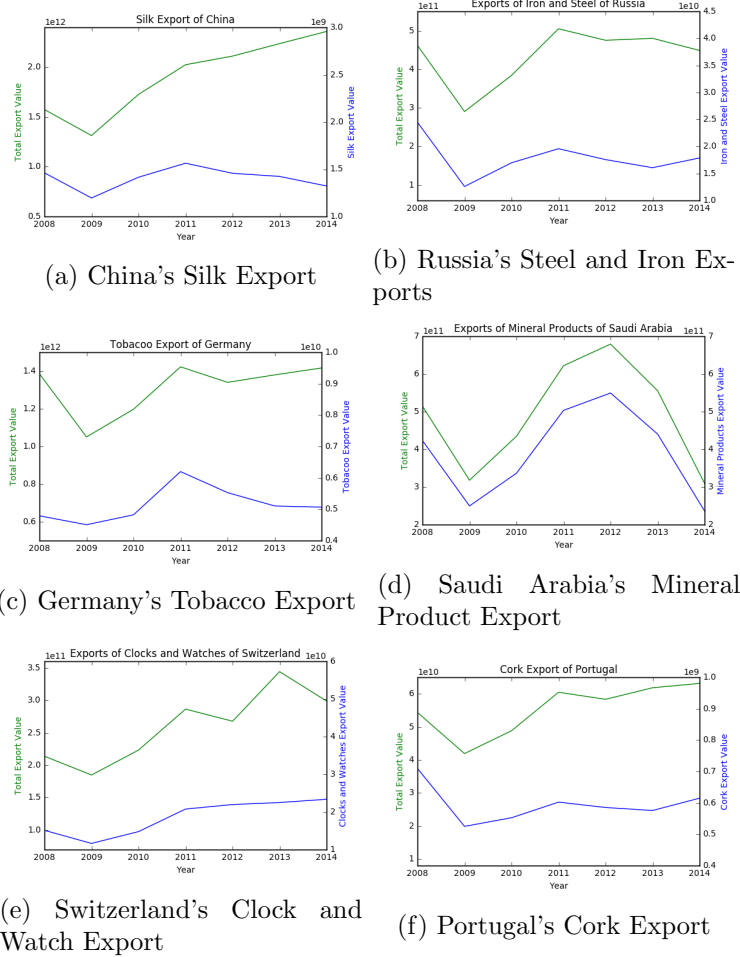 Silk Export of China
1e12
1e9
Total Export Value
2.0
1.5
1.0
0.5
3.0
2.5
2.0
1.5
1.0
Silk Export Value
2008 2009 2010 2011 2012 2013 2014
Year
(a) China's Silk Export
Exports of Iron and Steel of Russia
1e11
1e10
Total Export Value
5
4
3
2
1
4.5
4.0
3.5
3.0
2.5
2.0
1.5
1.0
Iron and Steel Export Value
2008 2009 2010 2011 2012 2013 2014
Year
(b) Russia's Steel and Iron Ex-
ports
Tobacoo Export of Germany
1e12
1e10
Total Export Value
1.4
1.2
1.0
0.8
0.6
1.0
0.9
0.8
0.7
0.6
0.5
0.4
Tobacoo Export Value
2008 2009 2010 2011 2012 2013 2014
Year
(c) Germany's Tobacco Export
Exports of Mineral Products of Saudi Arabia
7 1e11
1e11
Total Export Value
6
5
4
3
2
7
6
5
4
3
2
Mineral Products Export Value
2008 2009 2010 2011 2012 2013 2014
Year
(d) Saudi Arabia's Mineral
Product Export
Exports of Clocks and Watches of Switzerland
1e11
1e10
Total Export Value
3.5
3.0
2.5
2.0
1.5
1.0
6
5
4
3
2
1
Clocks and Watches Export Value
2008 2009 2010 2011 2012 2013 2014
Year
(e) Switzerland's Clock and
Watch Export
Cork Export of Portugal
1e10
1e9
Total Export Value
6
5
4
3
2
1
1.0
0.9
0.8
0.7
0.6
0.5
0.4
Cork Export Value
2008 2009 2010 2011 2012 2013 2014
Year
(f) Portugal's Cork Export